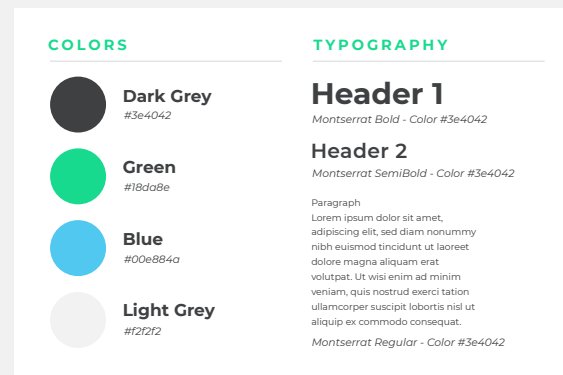 COLORS
Dark Grey
#3e4042
Green
#18da8e
Blue
#00e884a
Light Grey
#f2f2f2
TYPOGRAPHY
Header 1
Montserrat Bold - Color #3e4042
Header 2
Montserrat SemiBold - Color #3e4042
Paragraph
Lorem ipsum dolor sit amet,
adipiscing elit, sed diam nonummy
nibh euismod tincidunt ut laoreet
dolore magna aliquam erat
volutpat. Ut wisi enim ad minim
veniam, quis nostrud exerci tation
ullamcorper suscipit lobortis nisl ut
aliquip ex commodo consequat.
Montserrat Regular - Color #3e4042